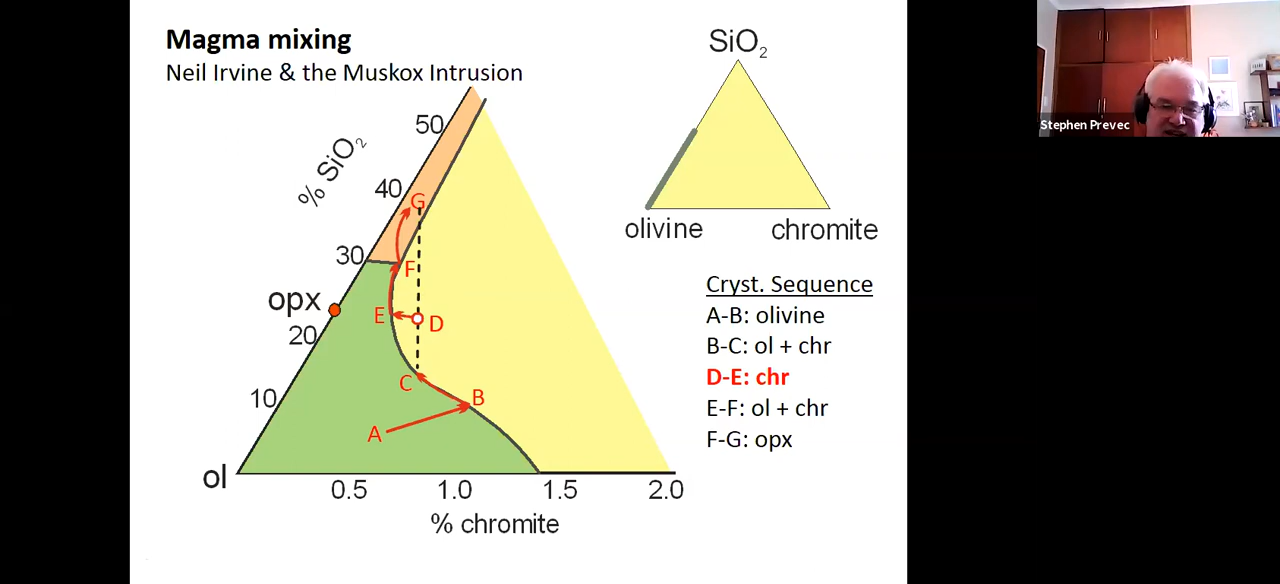 Magma mixing
Neil Irvine & the Muskox Intrusion
SiO2
olivine
chromite
Stephen Prevec
% SiO2
50
40
30
20
10
opx
ol
G
F
E
D
C
B
A
0.5
1.0
1.5
2.0
% chromite
Cryst. Sequence
A-B: olivine
B-C: ol + chr
D-E: chr
E-F: ol + chr
F-G: opx